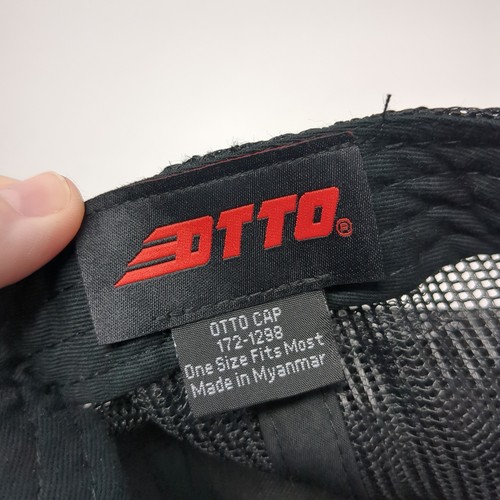 OTTO®
OTTO CAP
172-1298
One Size Fits Most
Made in Myanmar